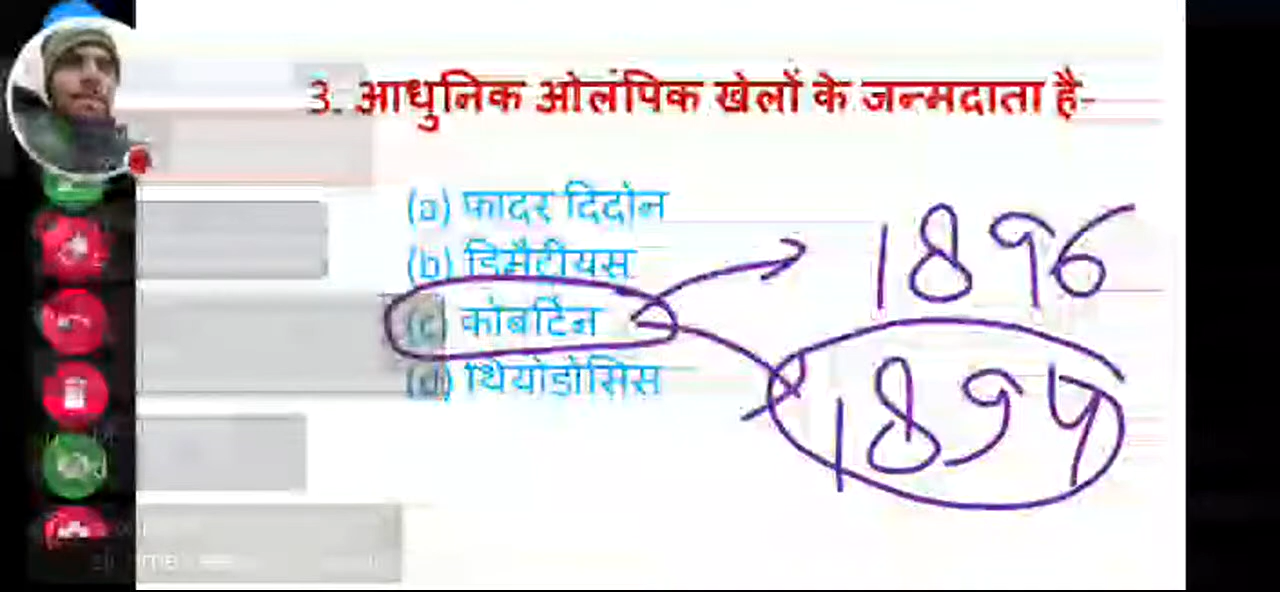 3. आधुनिक ओलंपिक खेलों के जन्मदाता है-
(a) फादर दिदोन
(b) डिमैटीयस
(c) कोबर्टिन
(d) थियोडोसिस
1896
1894